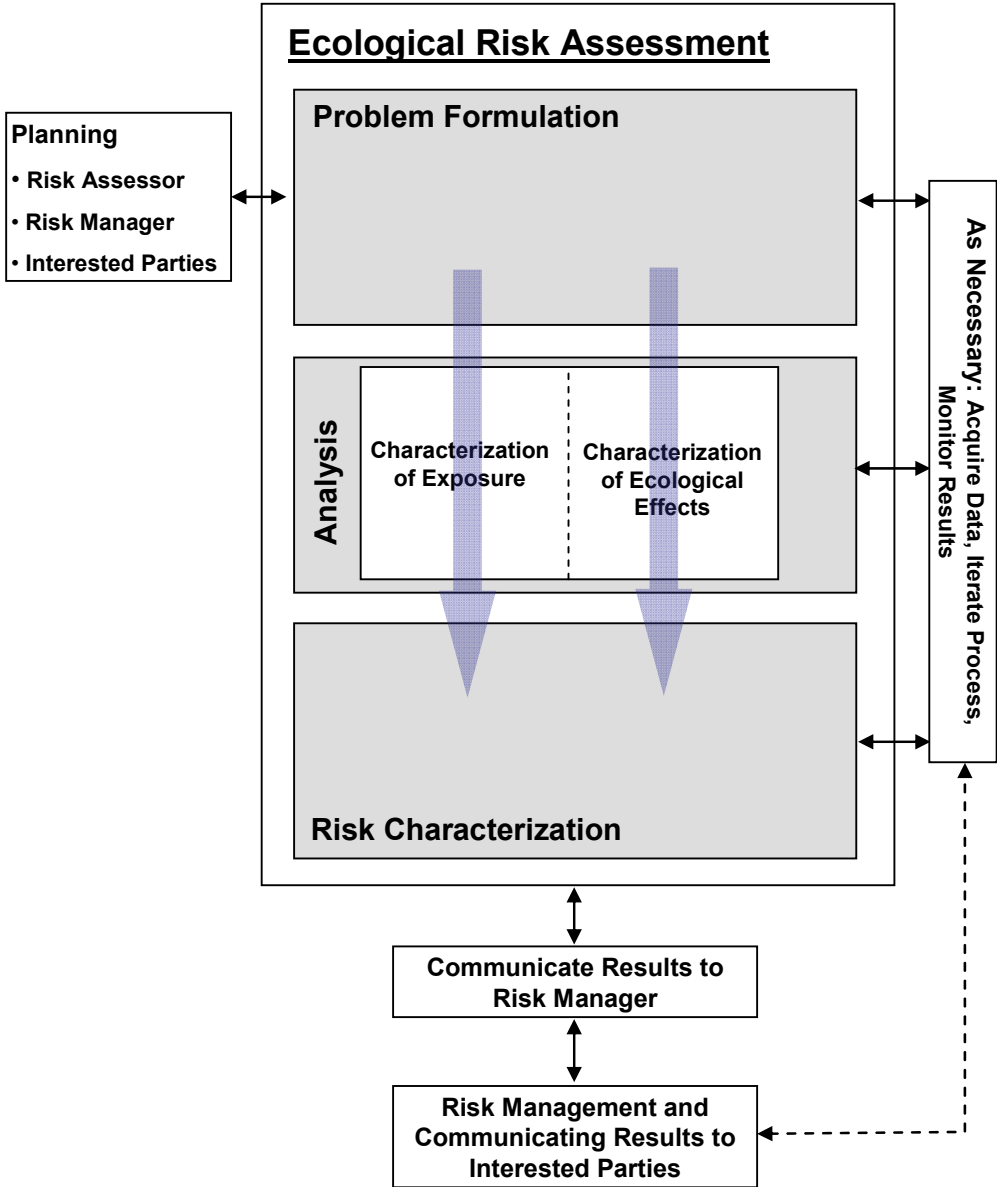 Ecological Risk Assessment
Problem Formulation
Planning
• Risk Assessor
• Risk Manager
• Interested Parties
As Necessary: Acquire Data, Iterate Process,
Monitor Results
Analysis
Characterization
of Exposure
Characterization
of Ecological
Effects
Risk Characterization
Communicate Results to
Risk Manager
Risk Management and
Communicating Results to
Interested Parties